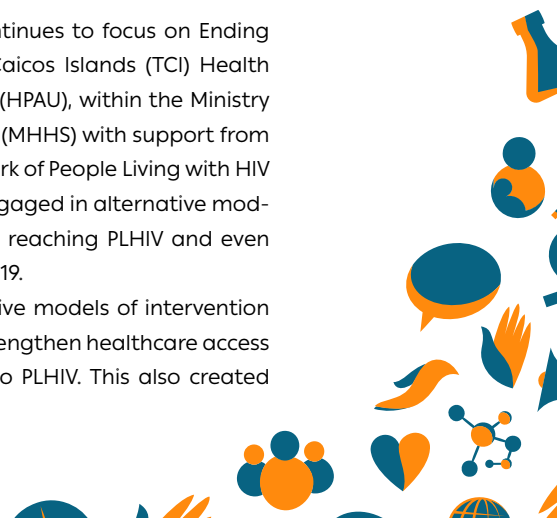 tinues to focus on Ending
Caicos Islands (TCI) Health
(HPAU), within the Ministry
(MHHS) with support from
rk of People Living with HIV
gaged in alternative mod-
reaching PLHIV and even
19.
ive models of intervention
engthen healthcare access
o PLHIV. This also created